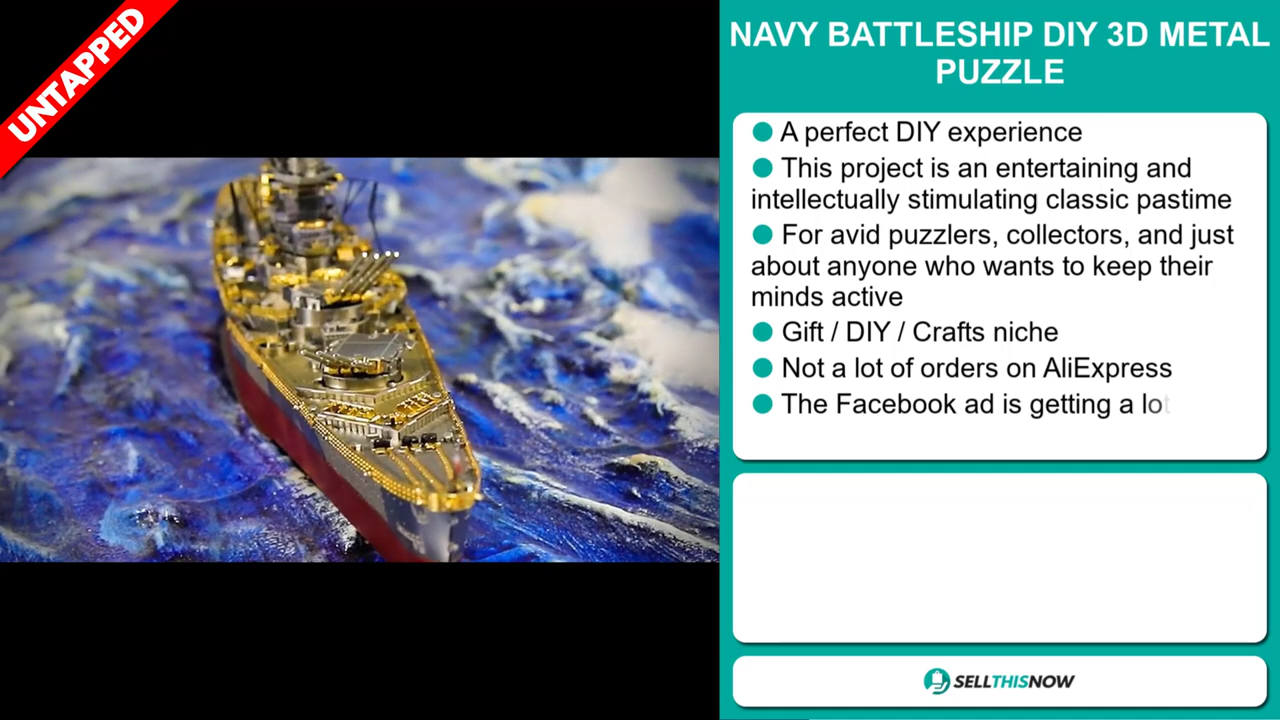 UNTAPPED
NAVY BATTLESHIP DIY 3D METAL
PUZZLE
● A perfect DIY experience
● This project is an entertaining and
intellectually stimulating classic pastime
● For avid puzzlers, collectors, and just
about anyone who wants to keep their
minds active
● Gift / DIY / Crafts niche
● Not a lot of orders on AliExpress
● The Facebook ad is getting a lot
SELLTHISNOW